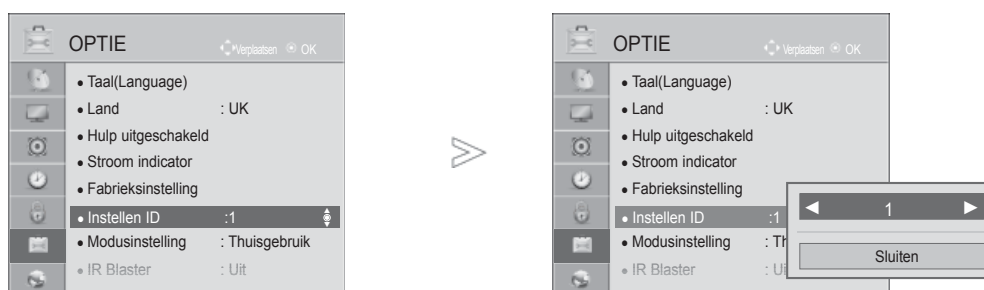 OPTIE Verplaatsen OK
● Taal(Language)
● Land : UK
● Hulp uitgeschakeld
● Stroom indicator
● Fabrieksinstelling
● Instellen ID :1
● Modusinstelling : Thuisgebruik
● IR Blaster : Uit
OPTIE Verplaatsen OK
● Taal(Language)
● Land : UK
● Hulp uitgeschakeld
● Stroom indicator
● Fabrieksinstelling
● Instellen ID :1
● Modusinstelling : Th
● IR Blaster : Ui
◄ 1 ►
Sluiten